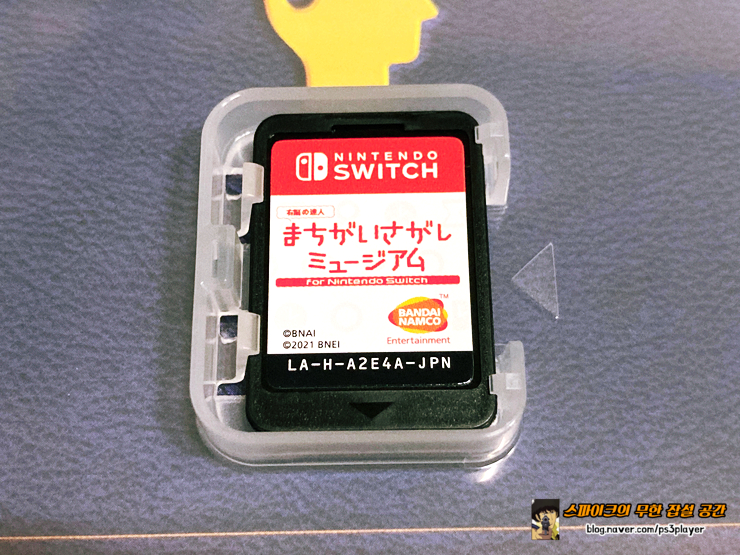 NINTENDO
SWITCH
右脳の達人
まちがいさがし
ミュージアム
for Nintendo Switch
BANDAI
NAMCO
TM
Entertainment
©BNAI
©2021 BNEI
LA-H-A2E4A-JPN
스파이크의 무한 잡설 공간
blog.naver.com/ps3player